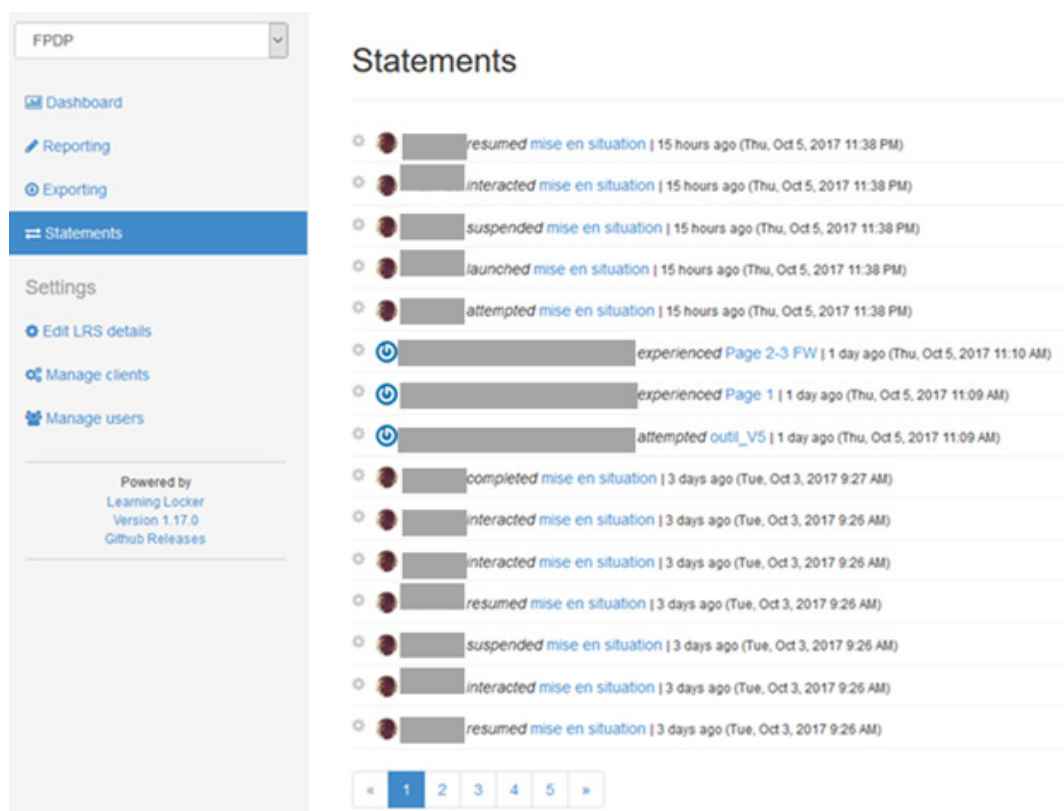 FPDP
Dashboard
Reporting
Exporting
Statements
Settings
Edit LRS details
Manage clients
Manage users
Powered by
Learning Locker
Version 1.17.0
Github Releases
Statements
resumed mise en situation | 15 hours ago (Thu, Oct 5, 2017 11:38 PM)
interacted mise en situation | 15 hours ago (Thu, Oct 5, 2017 11:38 PM)
suspended mise en situation | 15 hours ago (Thu, Oct 5, 2017 11:38 PM)
launched mise en situation | 15 hours ago (Thu, Oct 5, 2017 11:38 PM)
attempted mise en situation | 15 hours ago (Thu, Oct 5, 2017 11:38 PM)
experienced Page 2-3 FW | 1 day ago (Thu, Oct 5, 2017 11:10 AM)
experienced Page 1 | 1 day ago (Thu, Oct 5, 2017 11:09 AM)
attempted outil_V5 | 1 day ago (Thu, Oct 5, 2017 11:09 AM)
completed mise en situation | 3 days ago (Tue, Oct 3, 2017 9:27 AM)
interacted mise en situation | 3 days ago (Tue, Oct 3, 2017 9:26 AM)
interacted mise en situation | 3 days ago (Tue, Oct 3, 2017 9:26 AM)
resumed mise en situation | 3 days ago (Tue, Oct 3, 2017 9:26 AM)
suspended mise en situation | 3 days ago (Tue, Oct 3, 2017 9:26 AM)
interacted mise en situation | 3 days ago (Tue, Oct 3, 2017 9:26 AM)
resumed mise en situation | 3 days ago (Tue, Oct 3, 2017 9:26 AM)
« 1 2 3 4 5 »